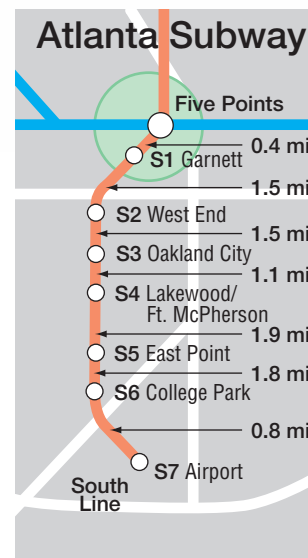 Atlanta Subway
Five Points
0.4 mi
S1 Garnett
1.5 mi
S2 West End
1.5 mi
S3 Oakland City
1.1 mi
S4 Lakewood/
Ft. McPherson
1.9 mi
S5 East Point
1.8 mi
S6 College Park
0.8 mi
S7 Airport
South
Line